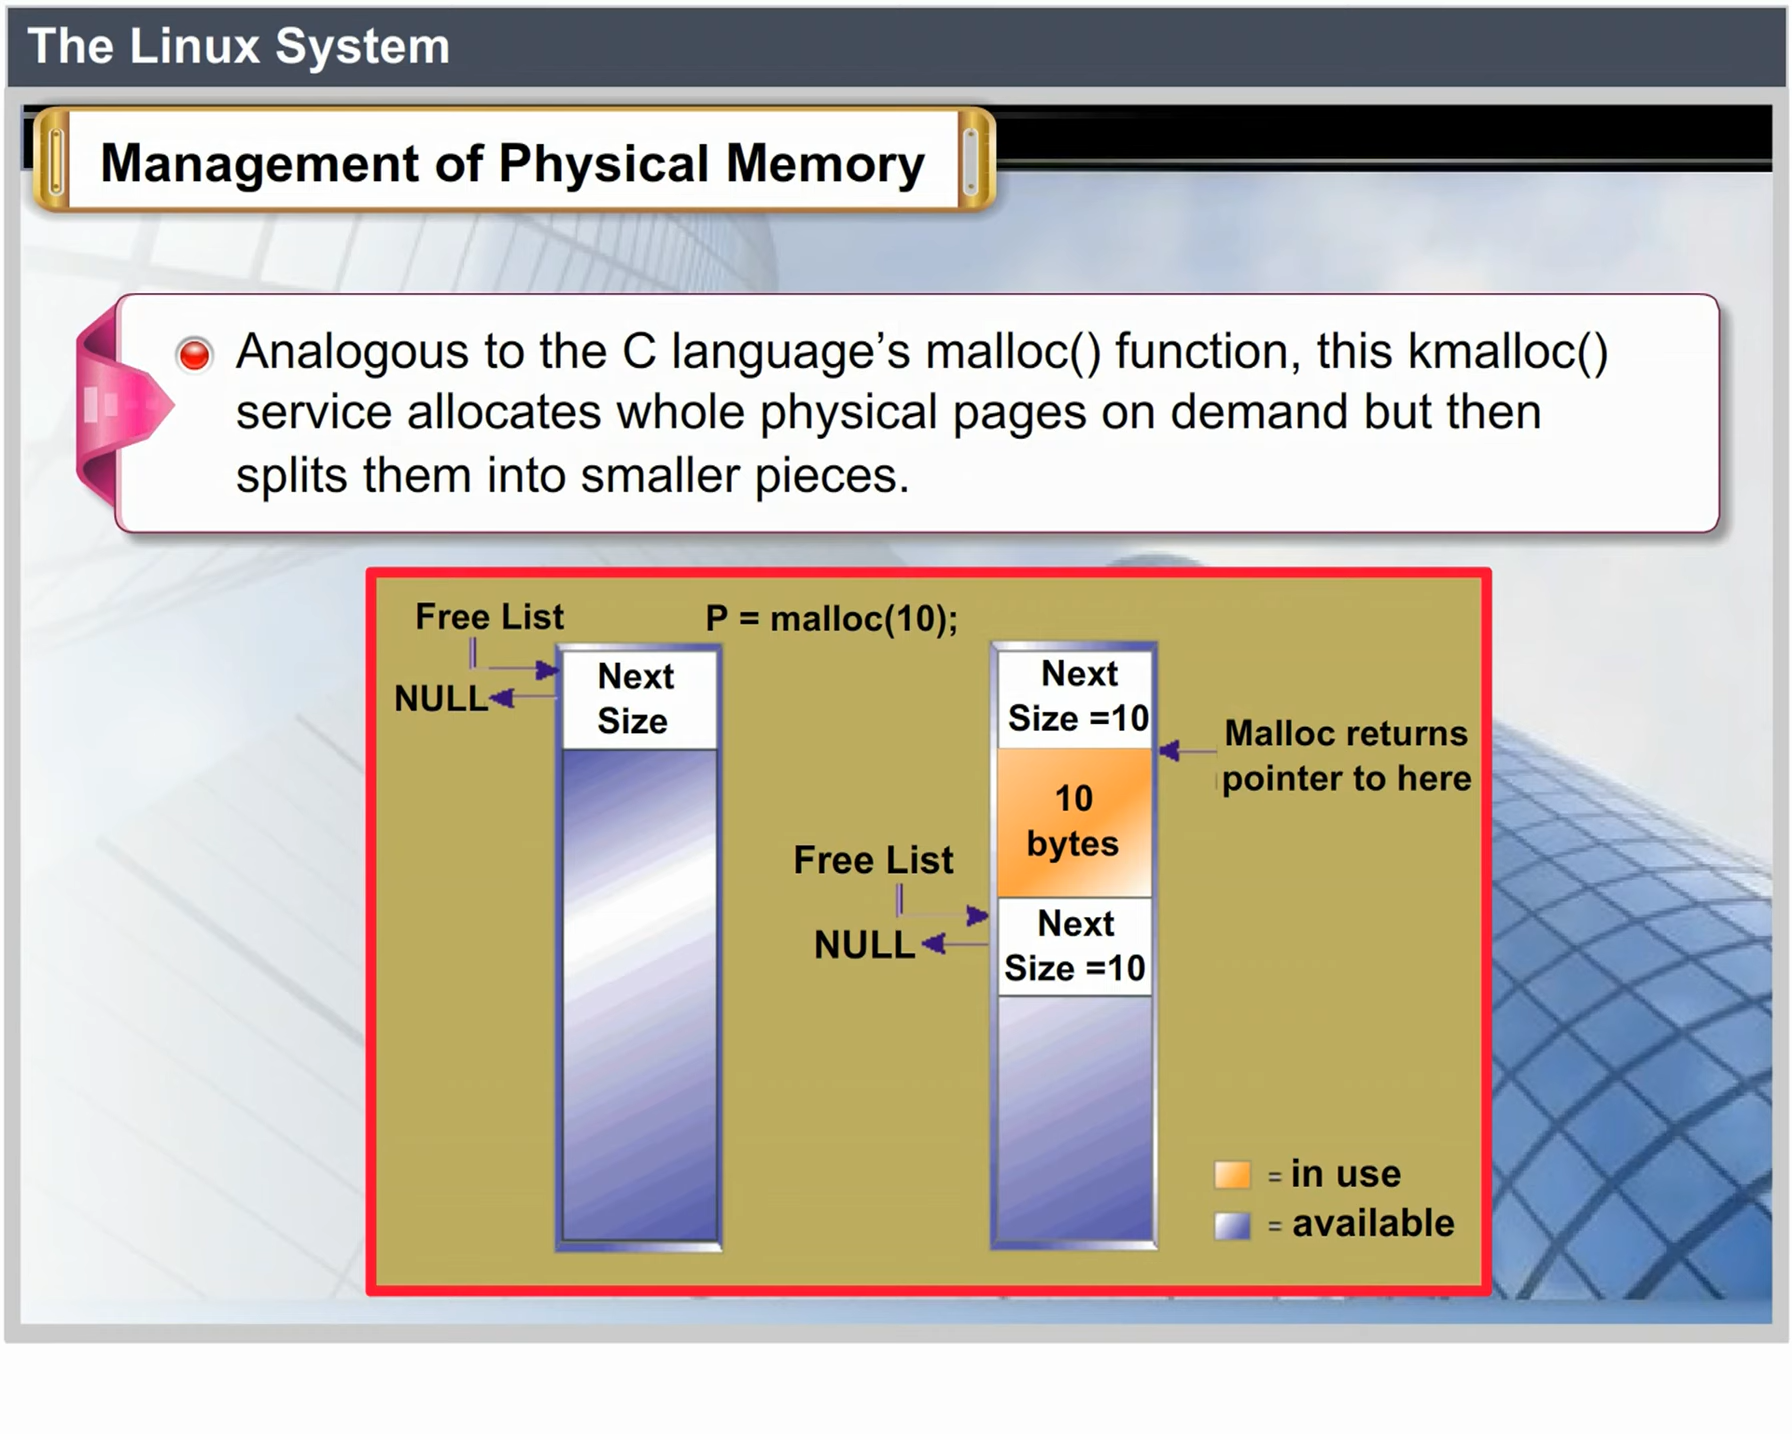 The Linux System
Management of Physical Memory
Analogous to the C language’s malloc() function, this kmalloc()
service allocates whole physical pages on demand but then
splits them into smaller pieces.
Free List
P = malloc(10);
NULL
Next
Size
Next
Size =10
Malloc returns
pointer to here
10
bytes
Free List
NULL
Next
Size =10
= in use
= available